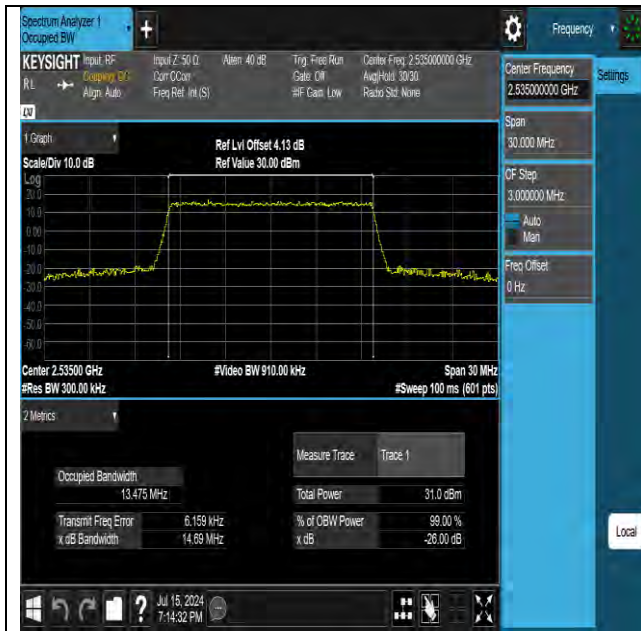 Spectrum Analyzer 1
Occupied BW
+
Frequency
KEYSIGHT
RL
LXI
Input: RF
Coupling: DC
Align: Auto
Input Z: 50 Ω
Corr CCorr
Freq Ref: Int (S)
Atten: 40 dB
Trig: Free Run
Gate: Off
#IF Gain: Low
Center Freq: 2.535000000 GHz
Avg|Hold: 30/30
Radio Std: None
Center Frequency
2.535000000 GHz
Settings
Span
30.000 MHz
CF Step
3.000000 MHz
Auto
Man
Freq Offset
0 Hz
1 Graph
Scale/Div 10.0 dB
Ref Lvl Offset 4.13 dB
Ref Value 30.00 dBm
Log
20.0
10.0
0.00
-10.0
-20.0
-30.0
-40.0
-50.0
-60.0
Center 2.53500 GHz
#Res BW 300.00 kHz
#Video BW 910.00 kHz
Span 30 MHz
#Sweep 100 ms (601 pts)
2 Metrics
Measure Trace
Trace 1
Occupied Bandwidth
13.475 MHz
Total Power
31.0 dBm
Transmit Freq Error
6.159 kHz
% of OBW Power
99.00 %
x dB Bandwidth
14.69 MHz
x dB
-26.00 dB
Local
?
Jul 15, 2024
7:14:32 PM